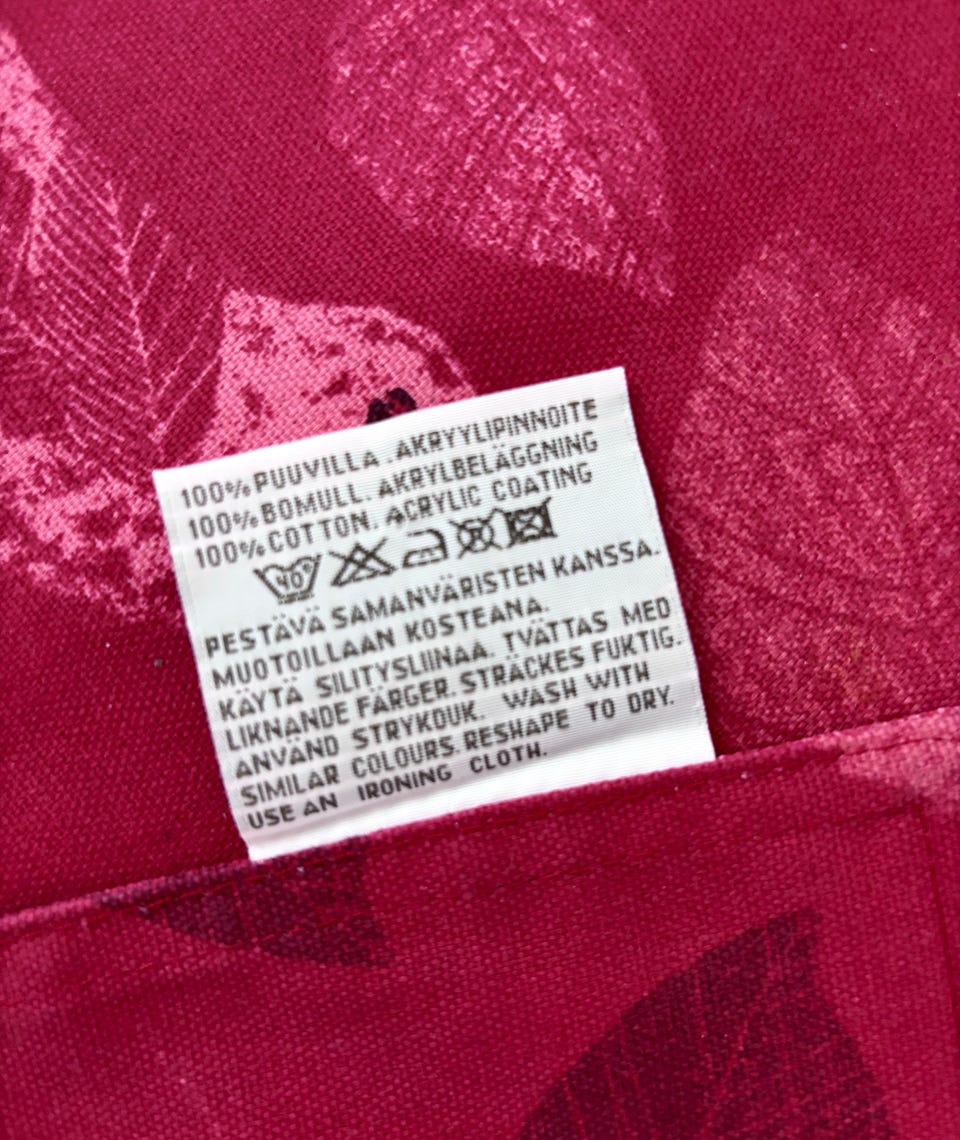 100% PUUVILLA. AKRYYLIPINNOITE
100% BOMULL. AKRYLBELÄGGNING
100% COTTON. ACRYLIC COATING
40°
PESTÄVÄ SAMANVÄRISTEN KANSSA.
MUOTOILLAAN KOSTEANA.
KÄYTÄ SILITYSLIINAA. TVÄTTAS MED
LIKNANDE FÄRGER. STRÄCKES FUKTIG.
ANVÄND STRYKDUK. WASH WITH
SIMILAR COLOURS. RESHAPE TO DRY.
USE AN IRONING CLOTH.